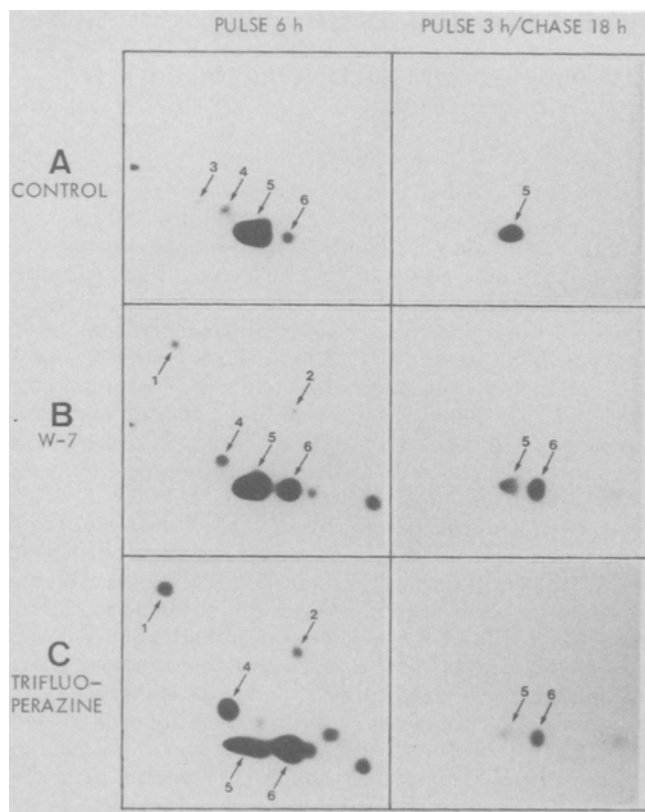 PULSE 6 h
PULSE 3 h/CHASE 18 h
A
CONTROL
3
4
5
6
5
B
W-7
1
2
4
5
6
5
6
C
TRIFLUO-
PERAZINE
1
2
4
5
6
5
6